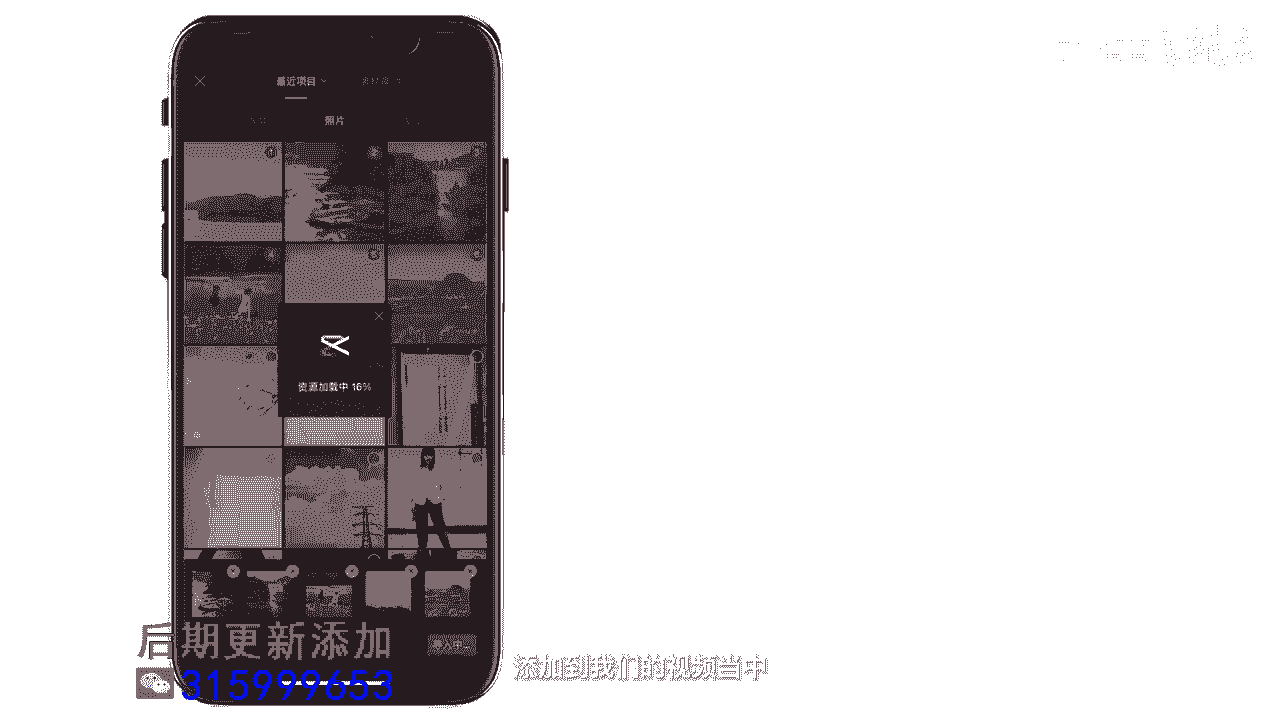 最近项目
照片
资源加载中 16%
导入中
添加到我们的视频当中
后期更新添加
315999653